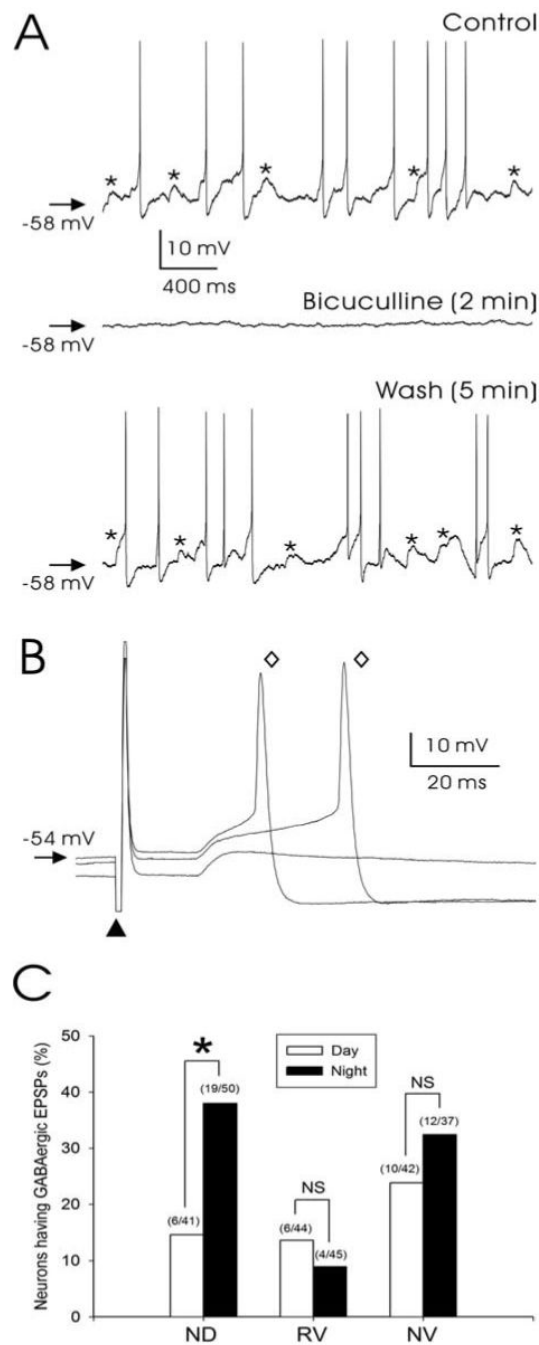 A
Control
* * * * *
-58 mV
10 mV
400 ms
Bicuculline (2 min)
-58 mV
Wash (5 min)
* * * * * *
-58 mV
B
◇ ◇
10 mV
20 ms
-54 mV
▲
C
Neurons having GABAergic EPSPs (%)
50
40
30
20
10
0
Day
Night
*
(19/50)
(6/41)
NS
(6/44)
(4/45)
NS
(12/37)
(10/42)
ND RV NV